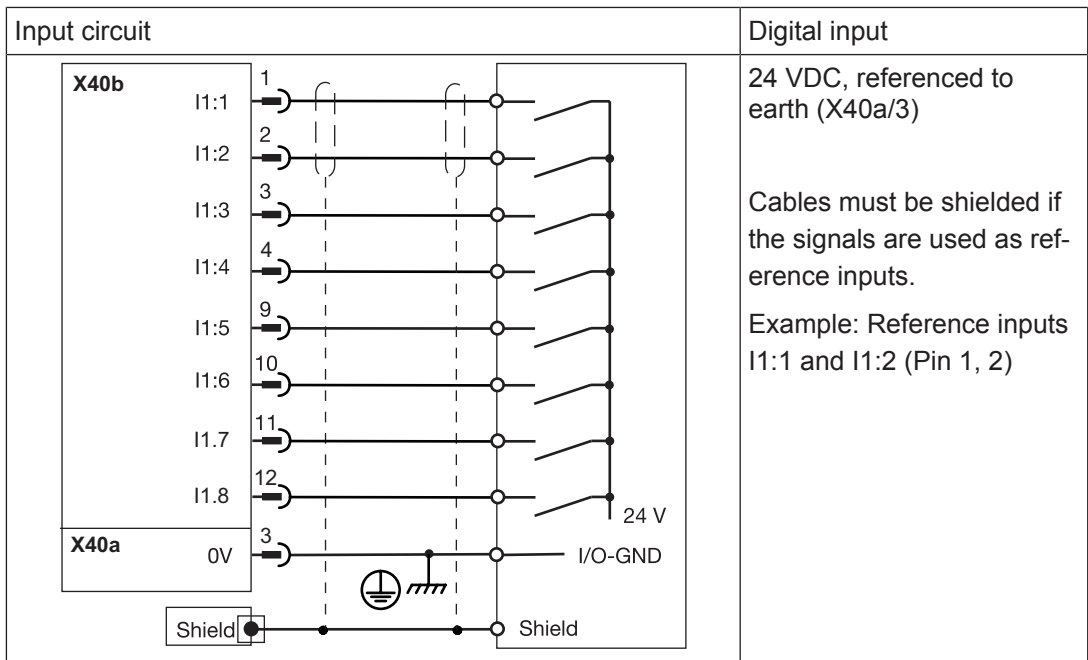 Input circuit
Digital input
X40b
I1:1 1
I1:2 2
I1:3 3
I1:4 4
I1:5 9
I1:6 10
I1.7 11
I1.8 12
24 V
X40a
0V 3
I/O-GND
Shield
Shield
24 VDC, referenced to
earth (X40a/3)
Cables must be shielded if
the signals are used as ref-
erence inputs.
Example: Reference inputs
I1:1 and I1:2 (Pin 1, 2)